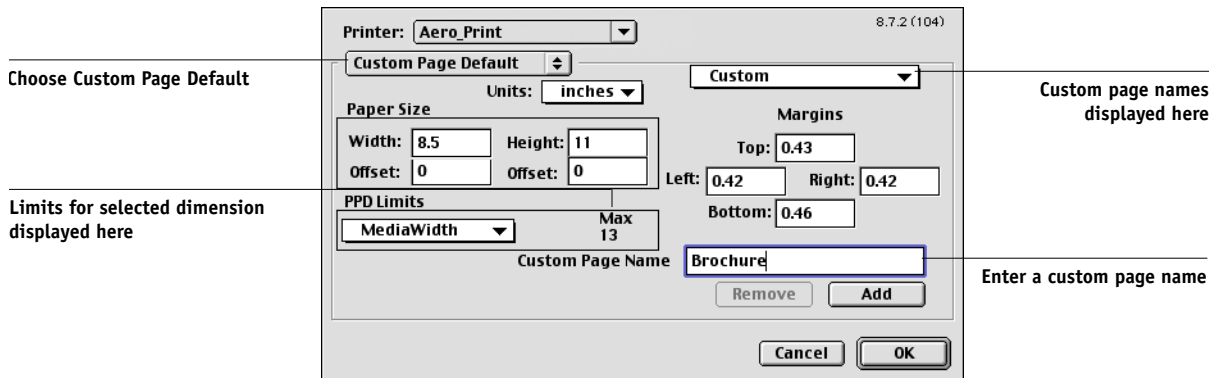 8.7.2 (104)
Printer: Aero_Print
Custom Page Default
Choose Custom Page Default
Custom
Units: inches
Custom page names
displayed here
Paper Size
Margins
Width: 8.5 Height: 11
Top: 0.43
Offset: 0 Offset: 0
Left: 0.42 Right: 0.42
Limits for selected dimension
displayed here
PPD Limits
Bottom: 0.46
MediaWidth
Max
13
Custom Page Name Brochure
Enter a custom page name
Remove Add
Cancel OK